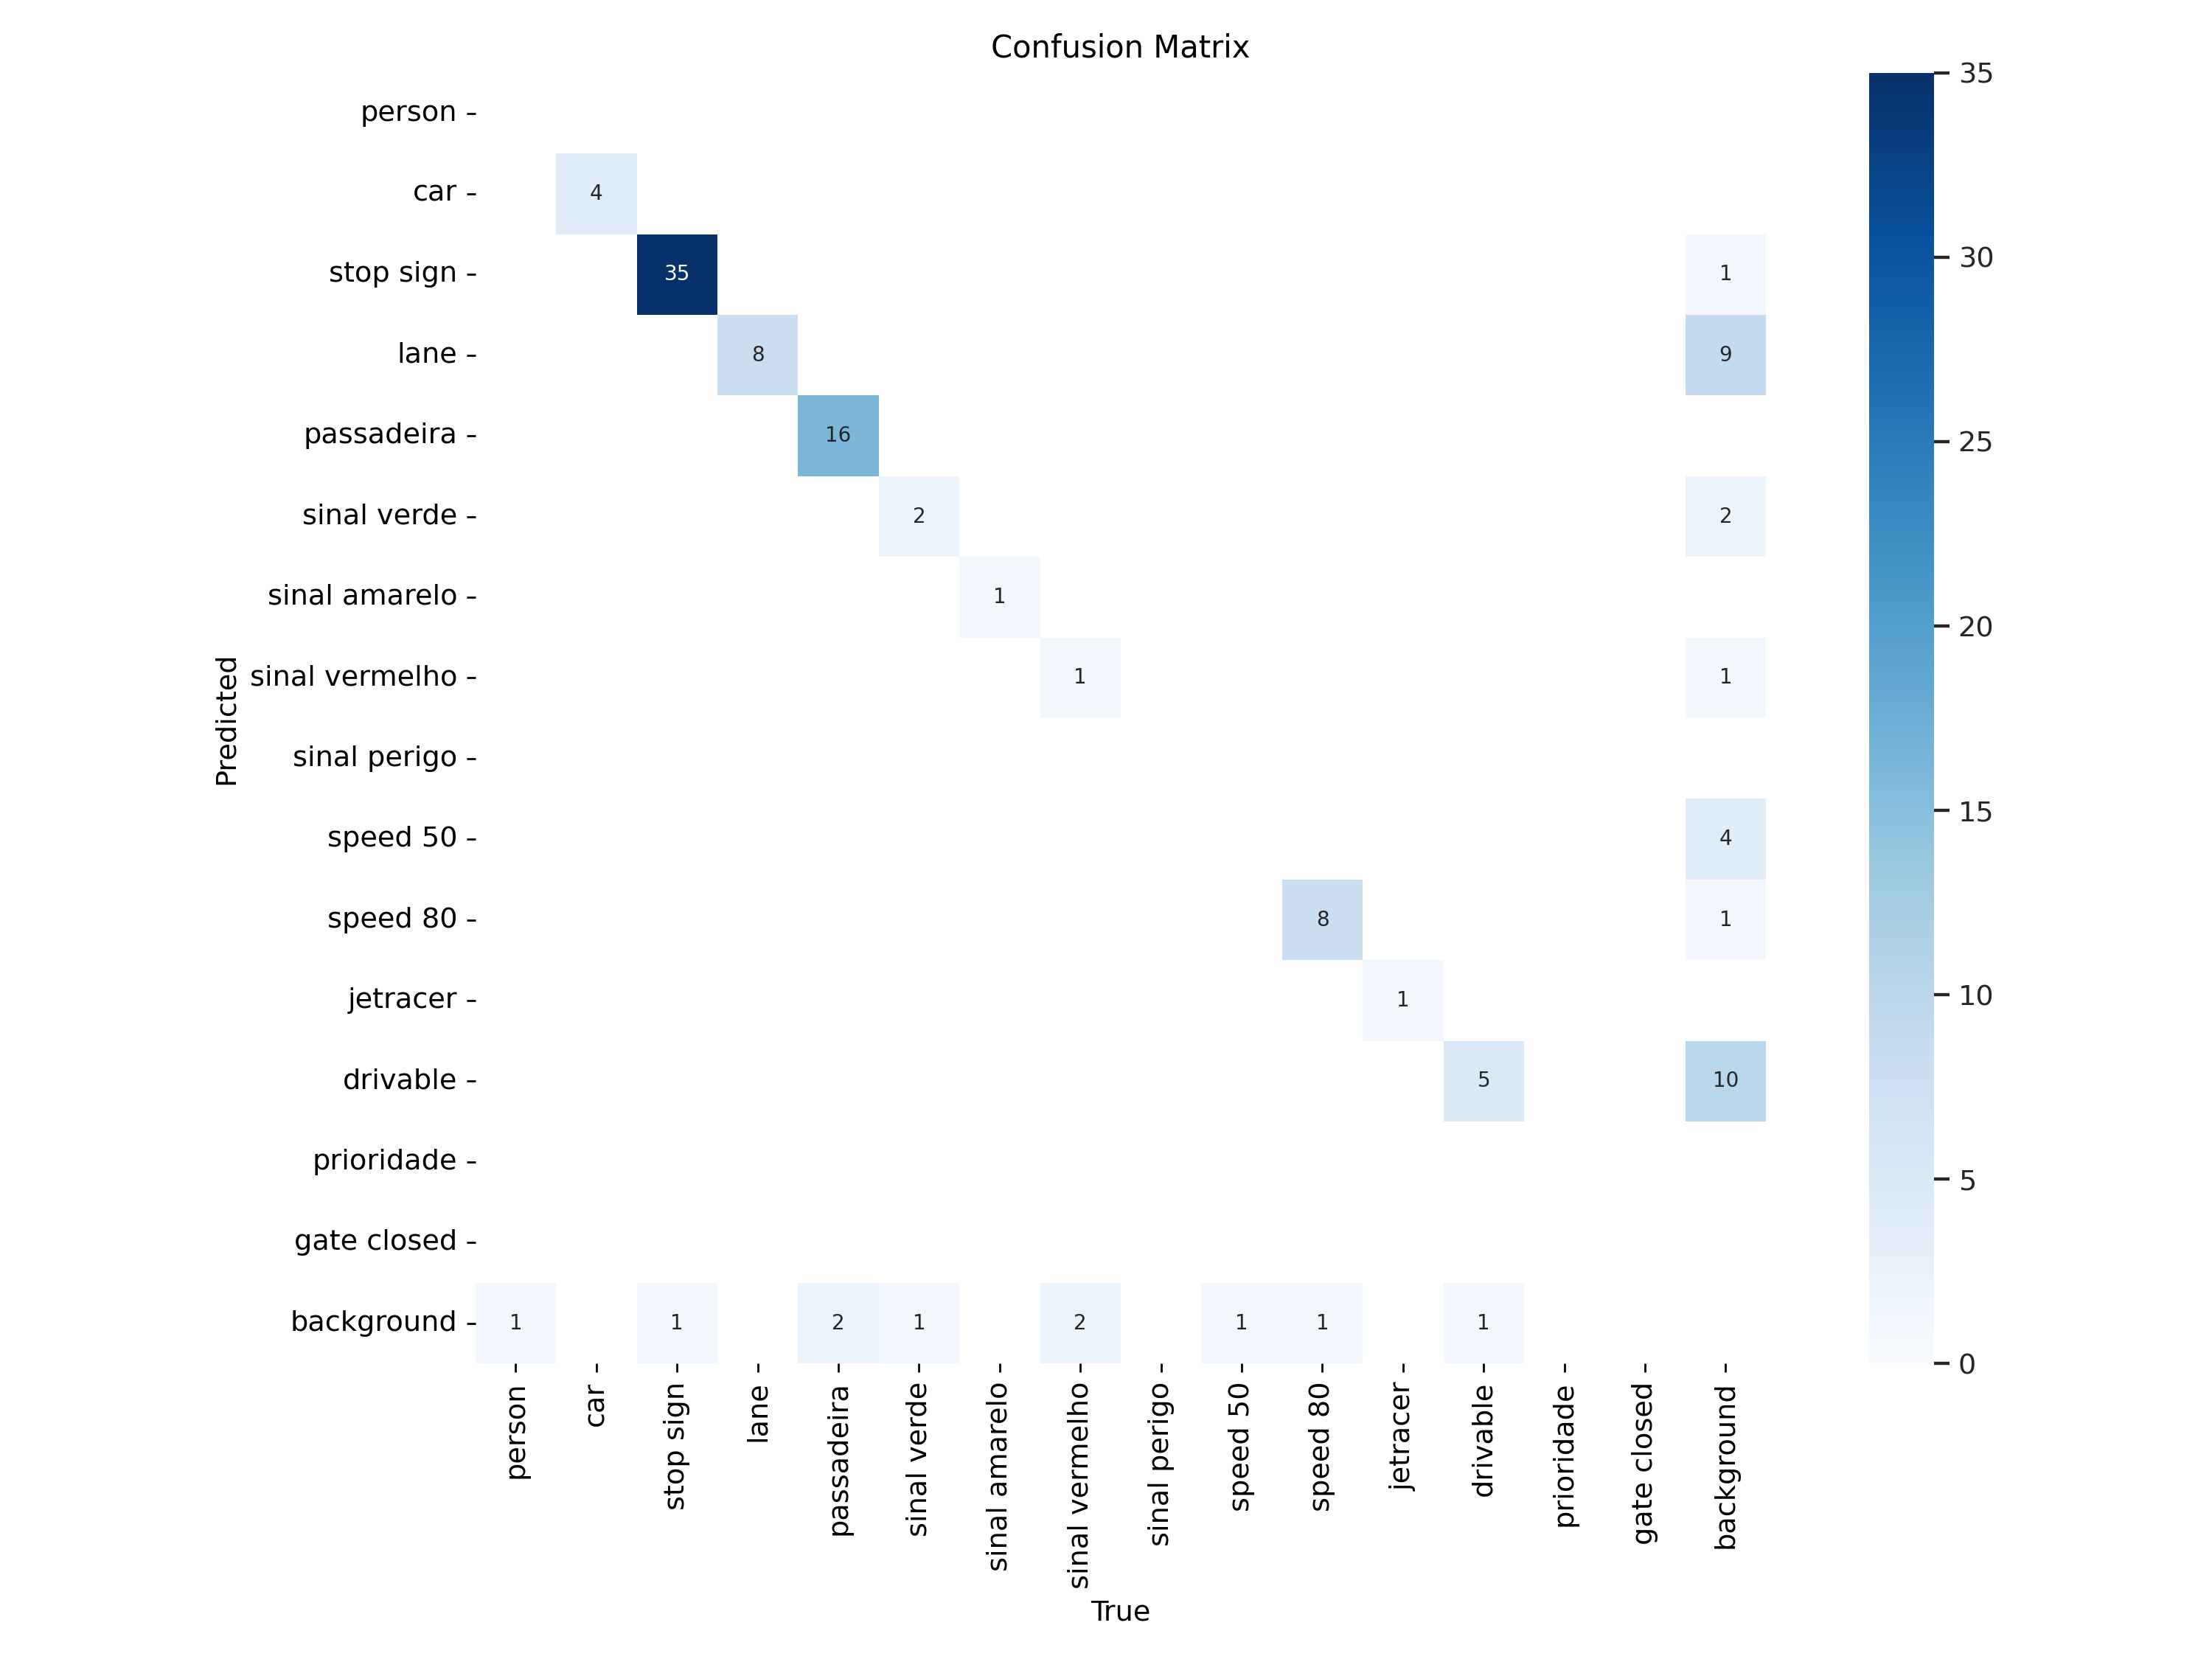 Confusion Matrix
person
car
4
stop sign
35
1
lane
8
9
passadeira
16
sinal verde
2
2
sinal amarelo
1
sinal vermelho
1
1
sinal perigo
speed 50
4
speed 80
8
1
jetracer
1
drivable
5
10
prioridade
gate closed
background
1
1
2
1
2
1
1
1
Predicted
person
car
stop sign
lane
passadeira
sinal verde
sinal amarelo
sinal vermelho
sinal perigo
speed 50
speed 80
jetracer
drivable
prioridade
gate closed
background
True
35
30
25
20
15
10
5
0